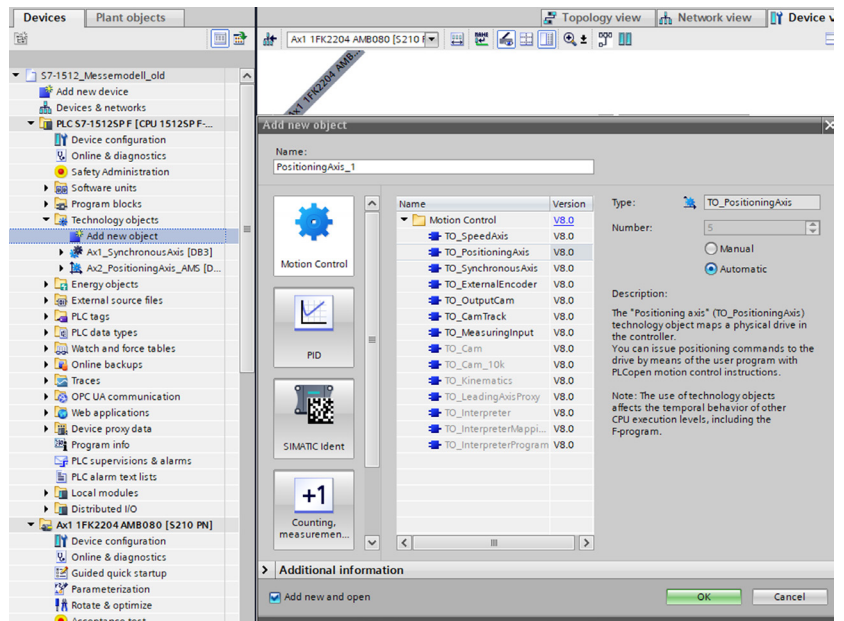 Devices
Plant objects
Topology view
Network view
Device v
Ax1 1FK2204 AMB080 [S210 P
Ax1 1FK2204 AMB...
S7-1512_Messemodell_old
Add new device
Devices & networks
PLC S7-1512SP F [CPU 1512SP F-...
Device configuration
Online & diagnostics
Safety Administration
Software units
Program blocks
Technology objects
Add new object
Ax1_SynchronousAxis [DB3]
Ax2_PositioningAxis_AMS [D...
Energy objects
External source files
PLC tags
PLC data types
Watch and force tables
Online backups
Traces
OPC UA communication
Web applications
Device proxy data
Program info
PLC supervisions & alarms
PLC alarm text lists
Local modules
Distributed I/O
Ax1 1FK2204 AMB080 [S210 PN]
Device configuration
Online & diagnostics
Guided quick startup
Parameterization
Rotate & optimize
Acceptance test
Add new object
Name:
PositioningAxis_1
Motion Control
PID
SIMATIC Ident
+1
Counting,
measuremen...
Name Version
Motion Control V8.0
TO_SpeedAxis V8.0
TO_PositioningAxis V8.0
TO_SynchronousAxis V8.0
TO_ExternalEncoder V8.0
TO_OutputCam V8.0
TO_CamTrack V8.0
TO_MeasuringInput V8.0
TO_Cam V8.0
TO_Cam_10k V8.0
TO_Kinematics V8.0
TO_LeadingAxisProxy V8.0
TO_Interpreter V8.0
TO_InterpreterMappi... V8.0
TO_InterpreterProgram V8.0
Type: TO_PositioningAxis
Number: 5
Manual
Automatic
Description:
The "Positioning axis" (TO_PositioningAxis)
technology object maps a physical drive in
the controller.
You can issue positioning commands to the
drive by means of the user program with
PLCopen motion control instructions.
Note: The use of technology objects
affects the temporal behavior of other
CPU execution levels, including the
F-program.
Additional information
Add new and open
OK
Cancel